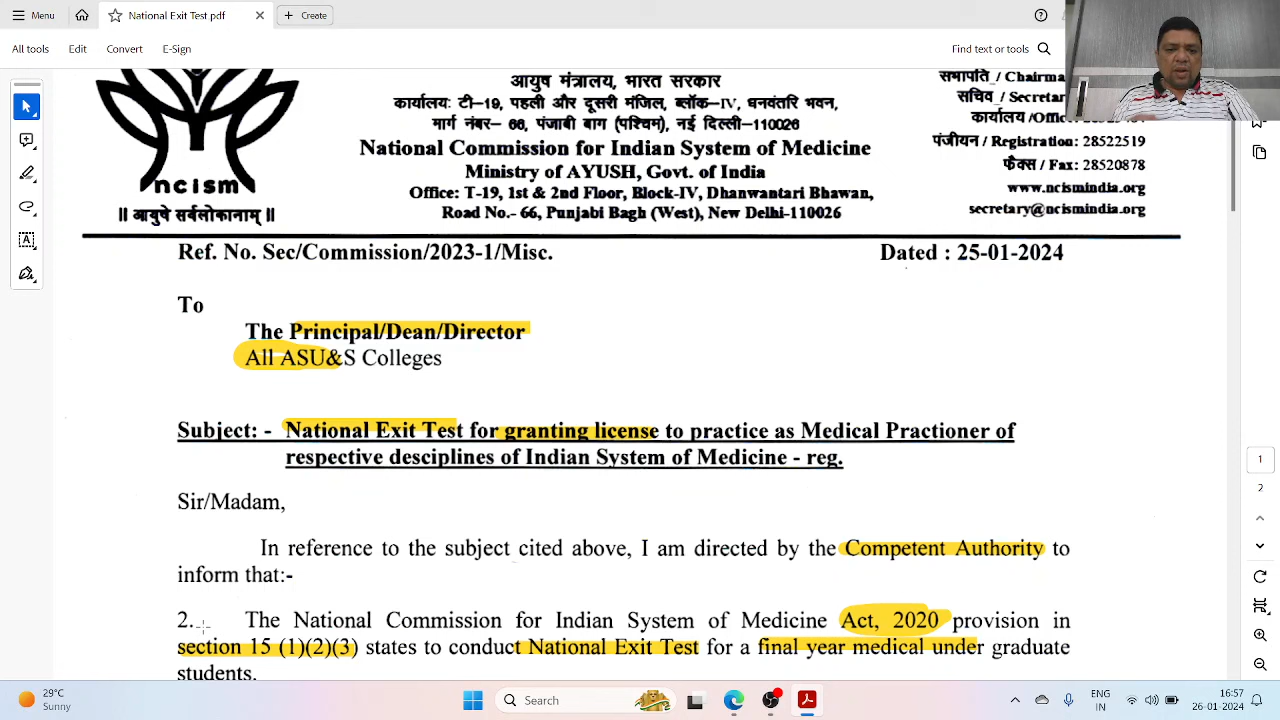 Menu
National Exit Test.pdf
+ Create
All tools Edit Convert E-Sign
Find text or tools
आयुष मंत्रालय, भारत सरकार
कार्यालयः टी-19, पहली और दूसरी मंजिल, ब्लॉक-IV, धनवंतरि भवन,
मार्ग नंबर- 66, पंजाबी बाग (पश्चिम), नई दिल्ली-110026
National Commission for Indian System of Medicine
Ministry of AYUSH, Govt. of India
Office: T-19, 1st & 2nd Floor, Block-IV, Dhanwantari Bhawan,
Road No.- 66, Punjabi Bagh (West), New Delhi-110026
ncism
॥ आयुषे सर्वलोकानाम् ॥
सभापति / Chairma
सचिव / Secretar
कार्यालय /Office:
पंजीयन / Registration: 28522519
फैक्स / Fax: 28520878
www.ncismindia.org
secretary@ncismindia.org
Ref. No. Sec/Commission/2023-1/Misc. Dated : 25-01-2024
To
The Principal/Dean/Director
All ASU&S Colleges
Subject: - National Exit Test for granting license to practice as Medical Practioner of
respective desciplines of Indian System of Medicine - reg.
Sir/Madam,
In reference to the subject cited above, I am directed by the Competent Authority to
inform that:-
2. The National Commission for Indian System of Medicine Act, 2020 provision in
section 15 (1)(2)(3) states to conduct National Exit Test for a final year medical under graduate
students.
1
2
29°C
Sunny
Search
ENG
IN
16:57
26-01-2024